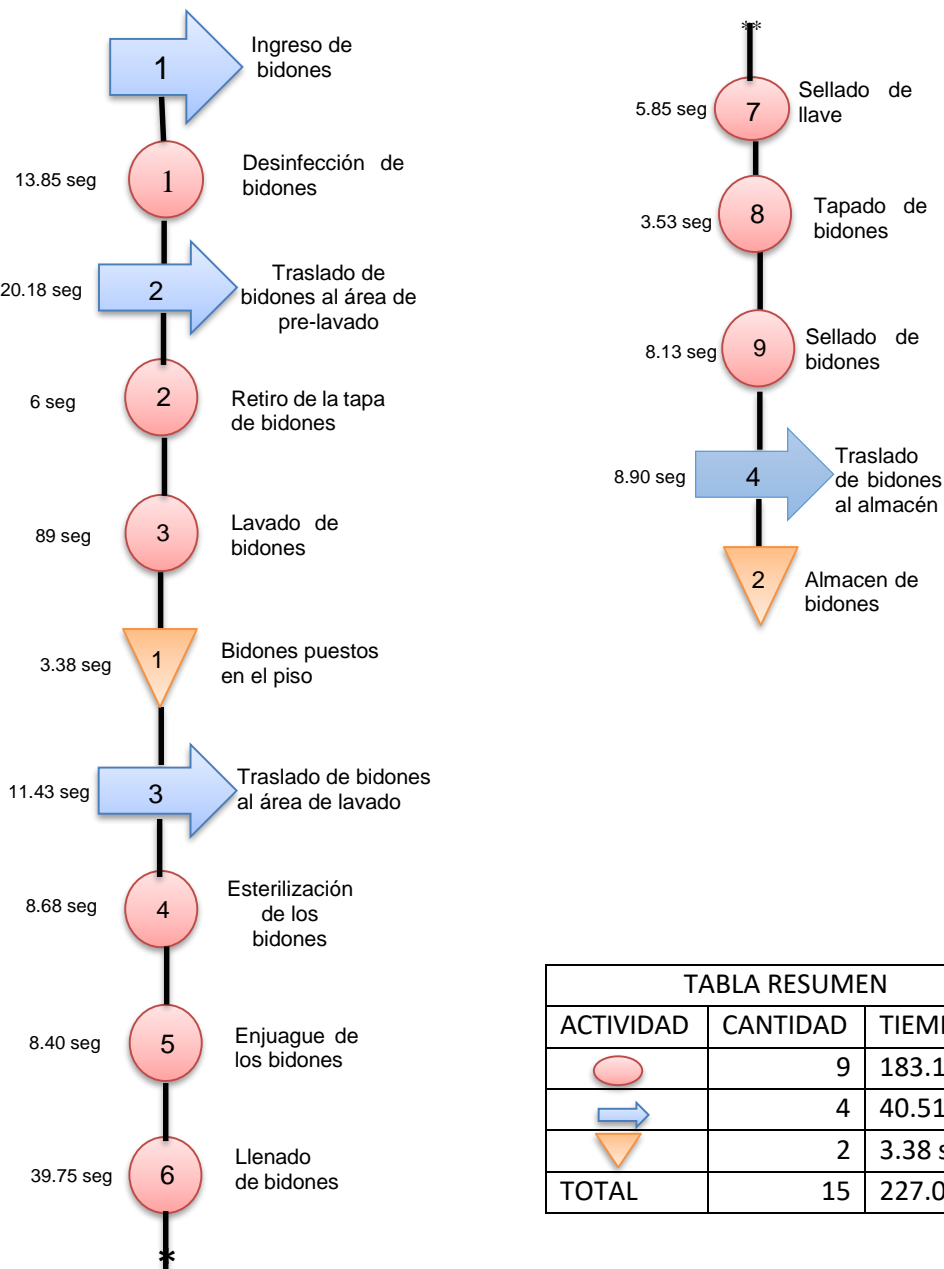 1
Ingreso de
bidones
13.85 seg
1
Desinfección de
bidones
20.18 seg
2
Traslado de
bidones al área de
pre-lavado
6 seg
2
Retiro de la tapa
de bidones
89 seg
3
Lavado de
bidones
3.38 seg
1
Bidones puestos
en el piso
11.43 seg
3
Traslado de bidones
al área de lavado
8.68 seg
4
Esterilización
de los
bidones
8.40 seg
5
Enjuague de
los bidones
39.75 seg
6
Llenado
de bidones
*
**
5.85 seg
7
Sellado de
llave
3.53 seg
8
Tapado de
bidones
8.13 seg
9
Sellado de
bidones
8.90 seg
4
Traslado
de bidones
al almacén
2
Almacen de
bidones
TABLA RESUMEN
ACTIVIDAD CANTIDAD
9 183.1
4 40.51
2 3.38 s
TOTAL 15 227.0